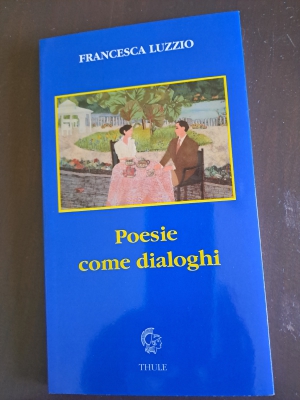 FRANCESCA LUZZIO
Poesie
come dialoghi
THULE